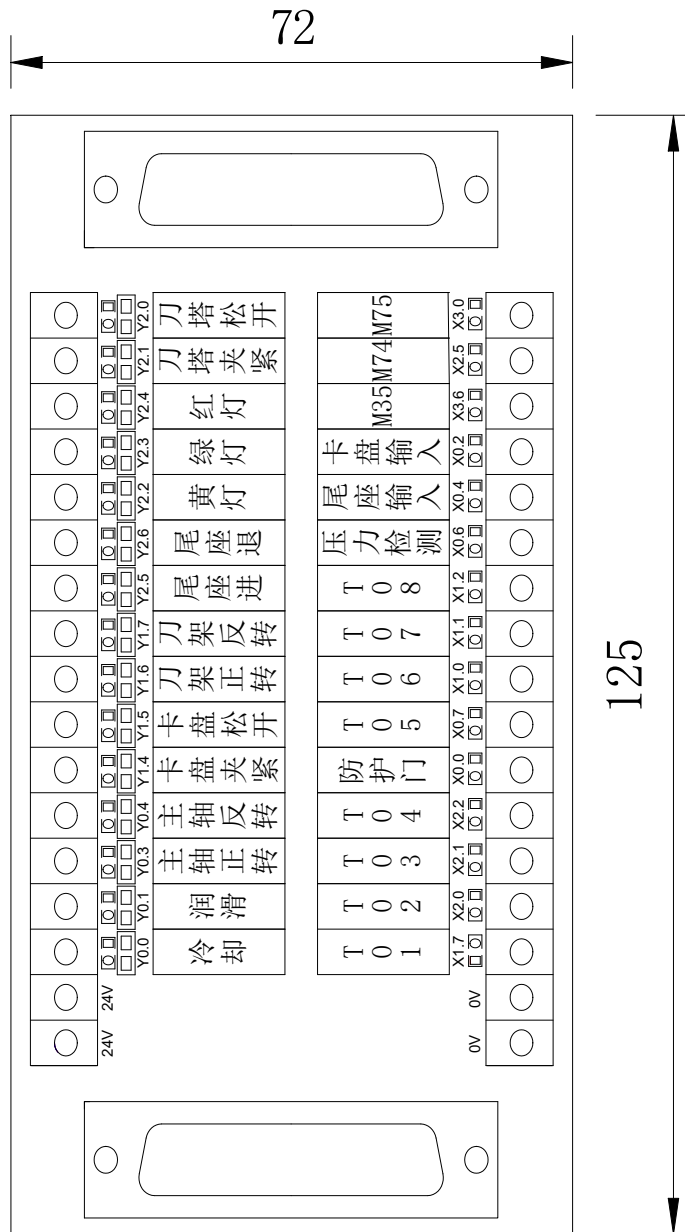 72
125
Y2.0 刀塔松开
Y2.1 刀塔夹紧
Y2.4 红灯
Y2.3 绿灯
Y2.2 黄灯
Y2.6 尾座退
Y2.5 尾座进
Y1.7 刀架反转
Y1.6 刀架正转
Y1.5 卡盘松开
Y1.4 卡盘夹紧
Y0.4 主轴反转
Y0.3 主轴正转
Y0.1 润滑
Y0.0 冷却
24V
24V
M75 X3.0
M74 X2.5
M35 X3.6
卡盘输入 X0.2
尾座输入 X0.4
压力检测 X0.6
T08 X1.2
T07 X1.1
T06 X1.0
T05 X0.7
防护门 X0.0
T04 X2.2
T03 X2.1
T02 X2.0
T01 X1.7
0V
0V